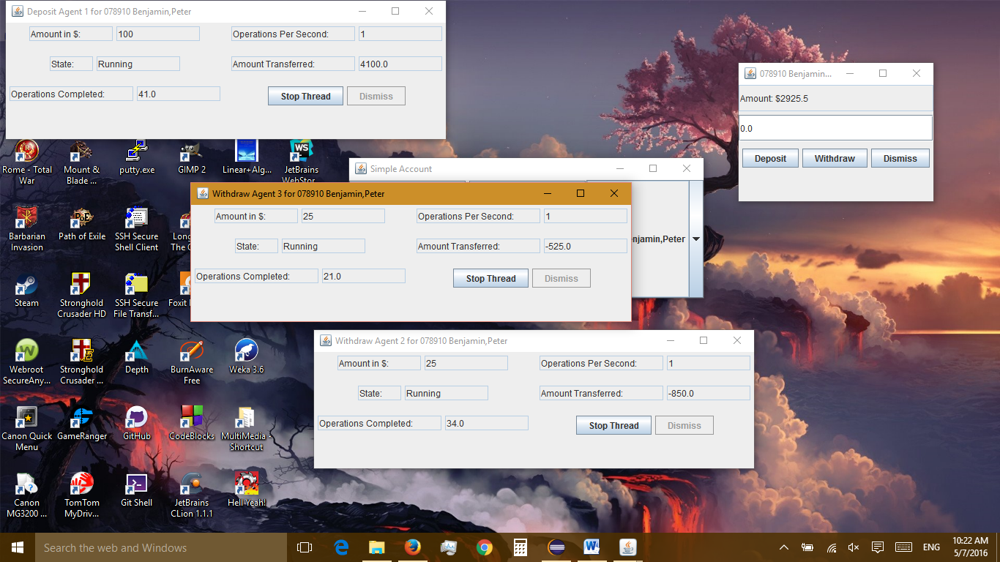 Deposit Agent 1 for 078910 Benjamin,Peter
Amount in $: 100 Operations Per Second: 1
State: Running Amount Transferred: 4100.0
Operations Completed: 41.0 Stop Thread Dismiss
078910 Benjamin...
Amount: $2925.5
0.0
Deposit Withdraw Dismiss
Simple Account
njamin,Peter
Withdraw Agent 3 for 078910 Benjamin,Peter
Amount in $: 25 Operations Per Second: 1
State: Running Amount Transferred: -525.0
Operations Completed: 21.0 Stop Thread Dismiss
Withdraw Agent 2 for 078910 Benjamin,Peter
Amount in $: 25 Operations Per Second: 1
State: Running Amount Transferred: -850.0
Operations Completed: 34.0 Stop Thread Dismiss
Rome - Total War
Mount & Blade ...
putty.exe
GIMP 2
Linear+Alg...
WS
JetBrains WebStor...
Barbarian Invasion
PoE
Path of Exile
SSH Secure Shell Client
Long
The C
Steam
Stronghold Crusader HD
SSH Secure File Transf...
Foxit
Webroot SecureAny...
Stronghold Crusader ...
Depth
BurnAware Free
Weka 3.6
Canon Quick Menu
GameRanger
GitHub
CodeBlocks
MultiMedia - Shortcut
Canon MG3200 ...
TomTom MyDriv...
Git Shell
JetBrains CLion 1.1.1
Hell Yeah!
Search the web and Windows
ENG
10:22 AM
5/7/2016